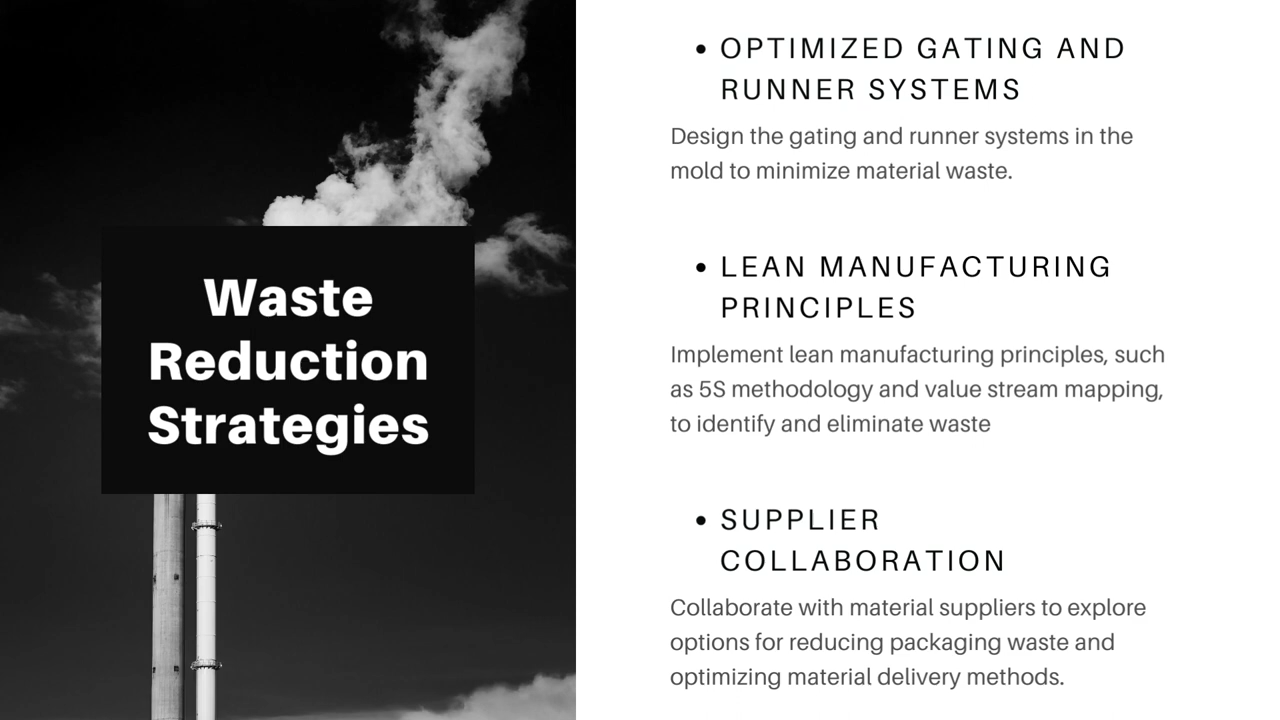 Waste
Reduction
Strategies
• OPTIMIZED GATING AND
RUNNER SYSTEMS
Design the gating and runner systems in the
mold to minimize material waste.
• LEAN MANUFACTURING
PRINCIPLES
Implement lean manufacturing principles, such
as 5S methodology and value stream mapping,
to identify and eliminate waste
• SUPPLIER
COLLABORATION
Collaborate with material suppliers to explore
options for reducing packaging waste and
optimizing material delivery methods.